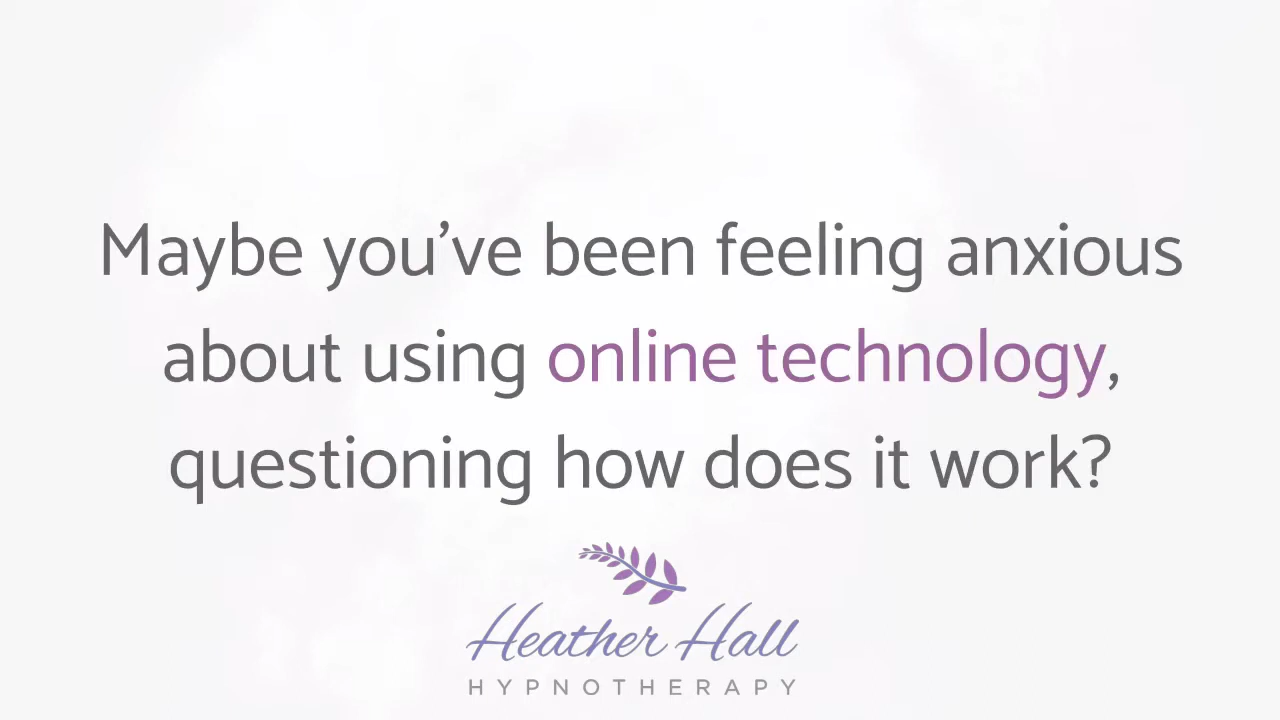 Maybe you’ve been feeling anxious
about using online technology,
questioning how does it work?
Heather Hall
HYPNOTHERAPY